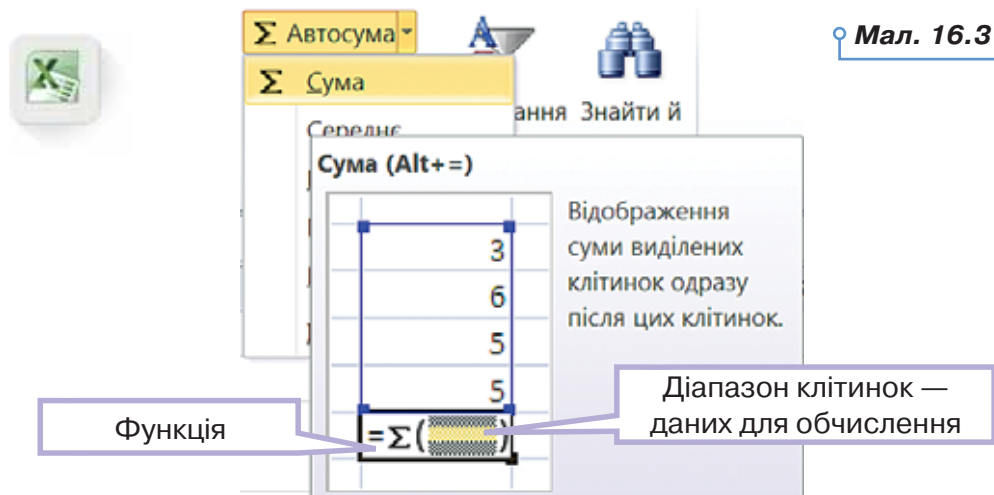 Σ Автосума
Мал. 16.3
Σ Сума
ання Знайти й
Середнє
Сума (Alt+=)
Відображення
суми виділених
клітинок одразу
після цих клітинок.
3
6
5
5
=Σ( )
Функція
Діапазон клітинок —
даних для обчислення